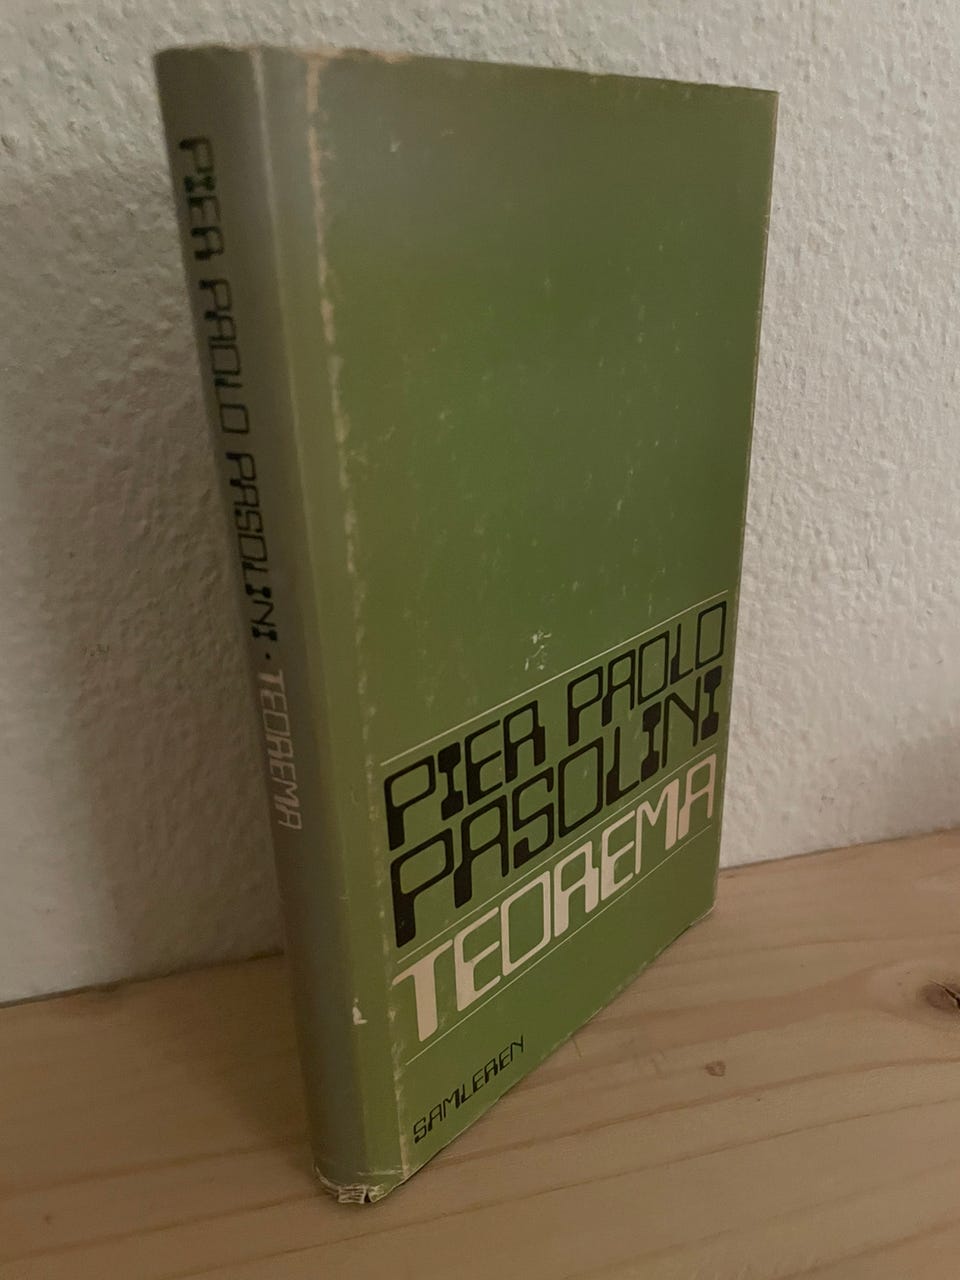 PIER PAOLO PASOLINI · TEOREMA
PIER PAOLO
PASOLINI
TEOREMA
SAMLEREN